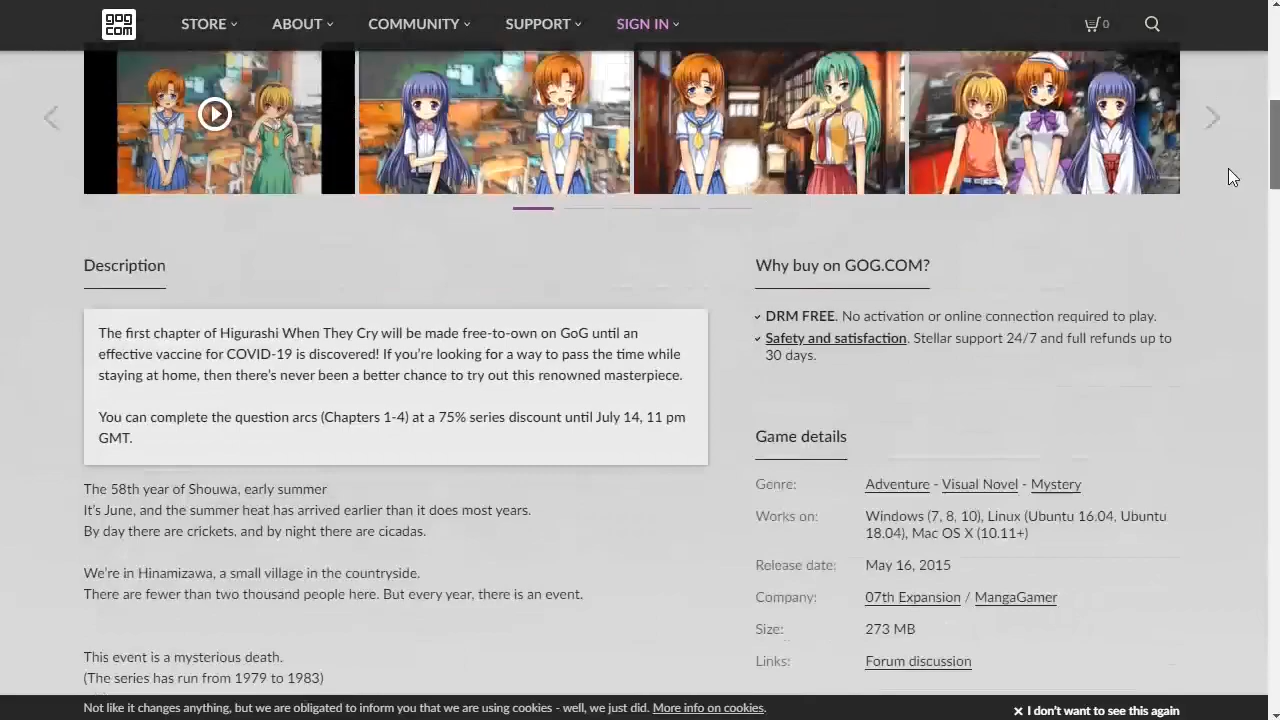 gog
com
STORE
ABOUT
COMMUNITY
SUPPORT
SIGN IN
0
Description
The first chapter of Higurashi When They Cry will be made free-to-own on GoG until an
effective vaccine for COVID-19 is discovered! If you're looking for a way to pass the time while
staying at home, then there's never been a better chance to try out this renowned masterpiece.
You can complete the question arcs (Chapters 1-4) at a 75% series discount until July 14, 11 pm
GMT.
The 58th year of Shouwa, early summer
It's June, and the summer heat has arrived earlier than it does most years.
By day there are crickets, and by night there are cicadas.
We're in Hinamizawa, a small village in the countryside.
There are fewer than two thousand people here. But every year, there is an event.
This event is a mysterious death.
(The series has run from 1979 to 1983)
Why buy on GOG.COM?
DRM FREE. No activation or online connection required to play.
Safety and satisfaction. Stellar support 24/7 and full refunds up to
30 days.
Game details
Genre: Adventure - Visual Novel - Mystery
Works on: Windows (7, 8, 10), Linux (Ubuntu 16.04, Ubuntu
18.04), Mac OS X (10.11+)
Release date: May 16, 2015
Company: 07th Expansion / MangaGamer
Size: 273 MB
Links: Forum discussion
Not like it changes anything, but we are obligated to inform you that we are using cookies - well, we just did. More info on cookies.
× I don't want to see this again